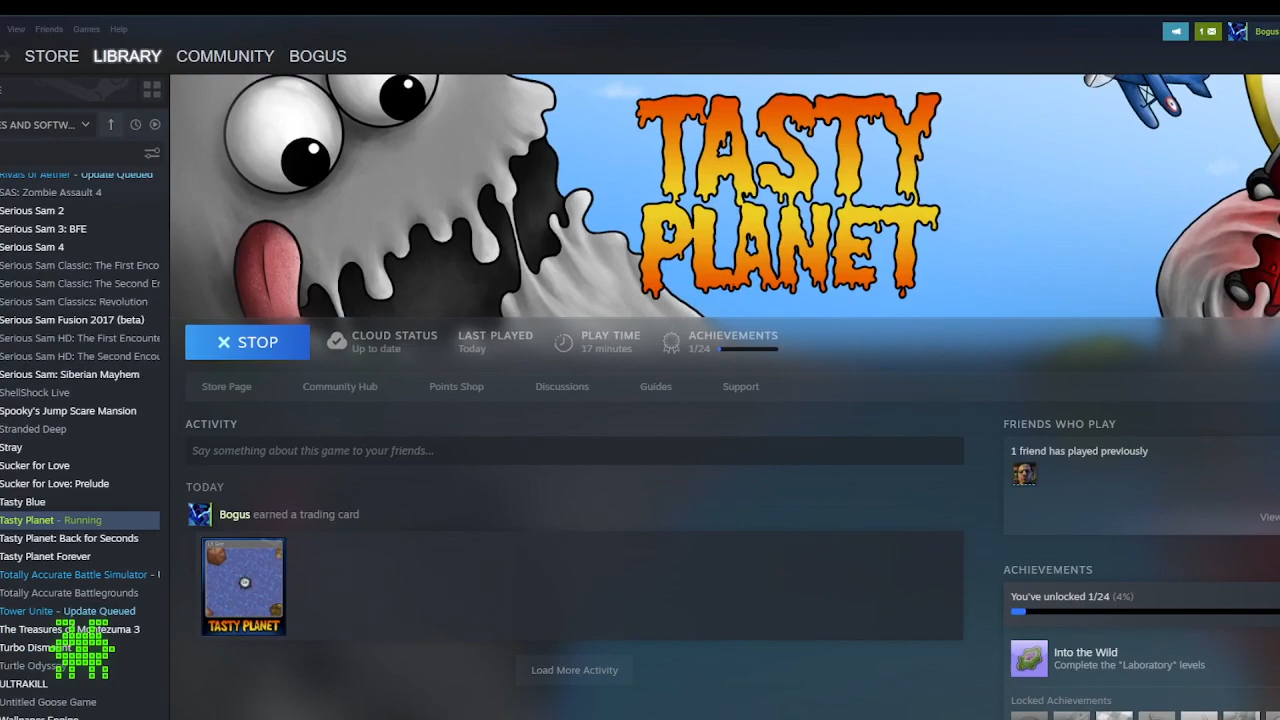 View Friends Games Help
1
Bogus
STORE LIBRARY COMMUNITY BOGUS
TASTY
PLANET
ES AND SOFTW...
Rivals of Aether - Update Queued
SAS: Zombie Assault 4
Serious Sam 2
Serious Sam 3: BFE
Serious Sam 4
Serious Sam Classic: The First Enco
Serious Sam Classic: The Second Er
Serious Sam Classics: Revolution
Serious Sam Fusion 2017 (beta)
Serious Sam HD: The First Encounte
Serious Sam HD: The Second Encou
Serious Sam: Siberian Mayhem
ShellShock Live
Spooky's Jump Scare Mansion
Stranded Deep
Stray
Sucker for Love
Sucker for Love: Prelude
Tasty Blue
Tasty Planet - Running
Tasty Planet: Back for Seconds
Tasty Planet Forever
Totally Accurate Battle Simulator -
Totally Accurate Battlegrounds
Tower Unite - Update Queued
The Treasures of Montezuma 3
Turtle
ULTRAKILL
Untitled Goose Game
Wallpaper Engine
STOP
CLOUD STATUS
Up to date
LAST PLAYED
Today
PLAY TIME
17 minutes
ACHIEVEMENTS
1/24
Store Page Community Hub Points Shop Discussions Guides Support
ACTIVITY
Say something about this game to your friends...
TODAY
Bogus earned a trading card
TASTY PLANET
Load More Activity
FRIENDS WHO PLAY
1 friend has played previously
View
ACHIEVEMENTS
You've unlocked 1/24 (4%)
Into the Wild
Complete the "Laboratory" levels
Locked Achievements